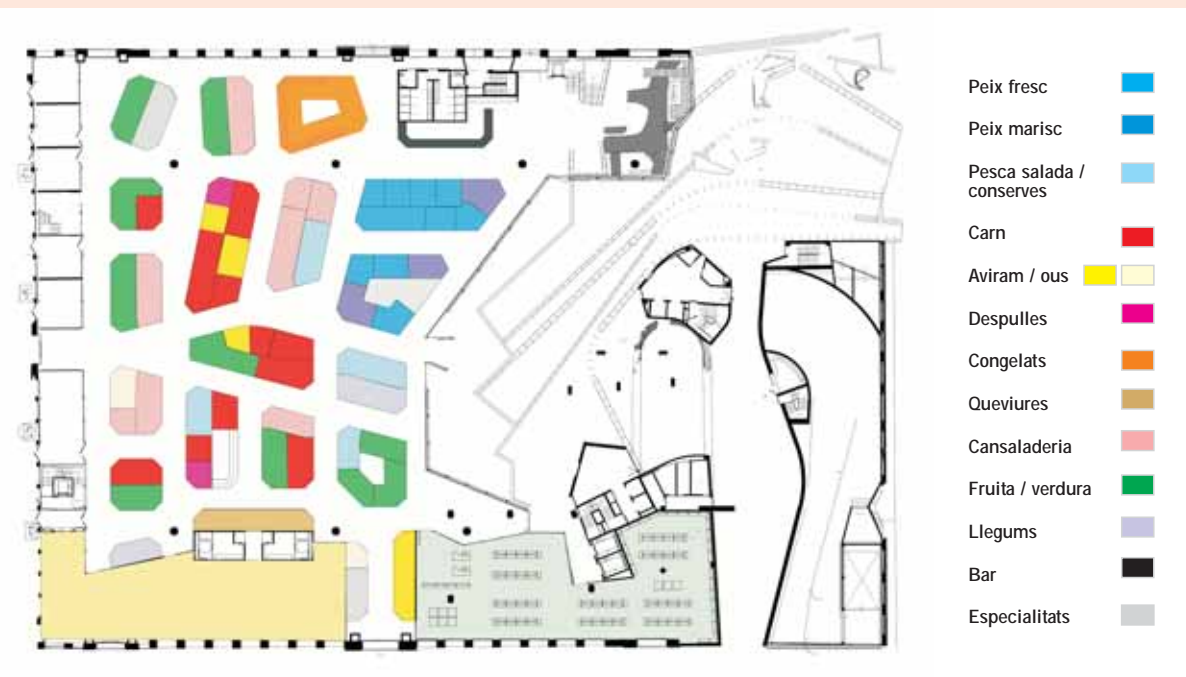 Peix fresc
Peix marisc
Pesca salada /
conserves
Carn
Aviram / ous
Despulles
Congelats
Queviures
Cansaladeria
Fruita / verdura
Llegums
Bar
Especialitats